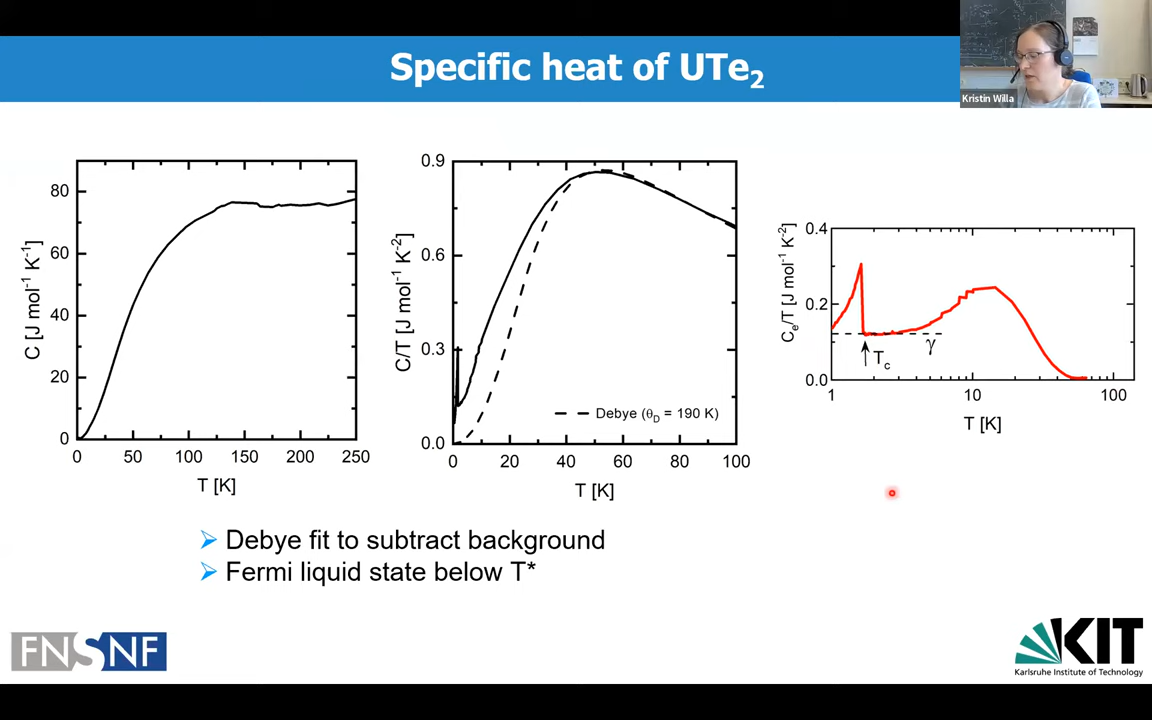 Specific heat of UTe₂
Kristin Willa
C [J mol⁻¹ K⁻¹]
80
60
40
20
0
0 50 100 150 200 250
T [K]
C/T [J mol⁻¹ K⁻²]
0.9
0.6
0.3
0.0
Debye (θ_D = 190 K)
0 20 40 60 80 100
T [K]
Cₑ/T [J mol⁻¹ K⁻²]
0.4
0.2
0.0
T_c
γ
1 10 100
T [K]
➢ Debye fit to subtract background
➢ Fermi liquid state below T*
FNSNF
KIT
Karlsruhe Institute of Technology